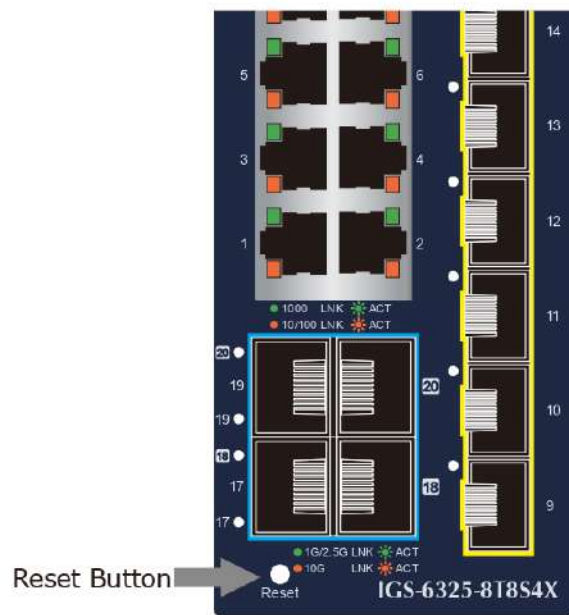 14
5
6
13
3
4
12
1
2
1000 LNK ACT
10/100 LNK ACT
11
20
19
20
19
10
18
17
18
17
9
1G/2.5G LNK ACT
10G LNK ACT
Reset Button
Reset
IGS-6325-8T8S4X